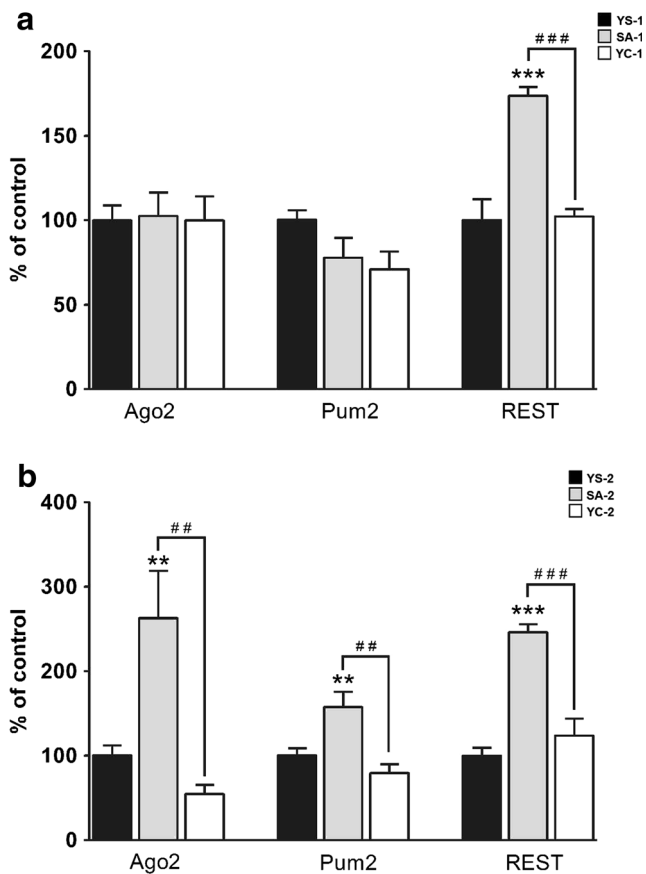 a
YS-1
SA-1
YC-1
% of control
200
150
100
50
0
***
###
Ago2
Pum2
REST
b
YS-2
SA-2
YC-2
% of control
400
300
200
100
0
**
##
**
##
***
###
Ago2
Pum2
REST